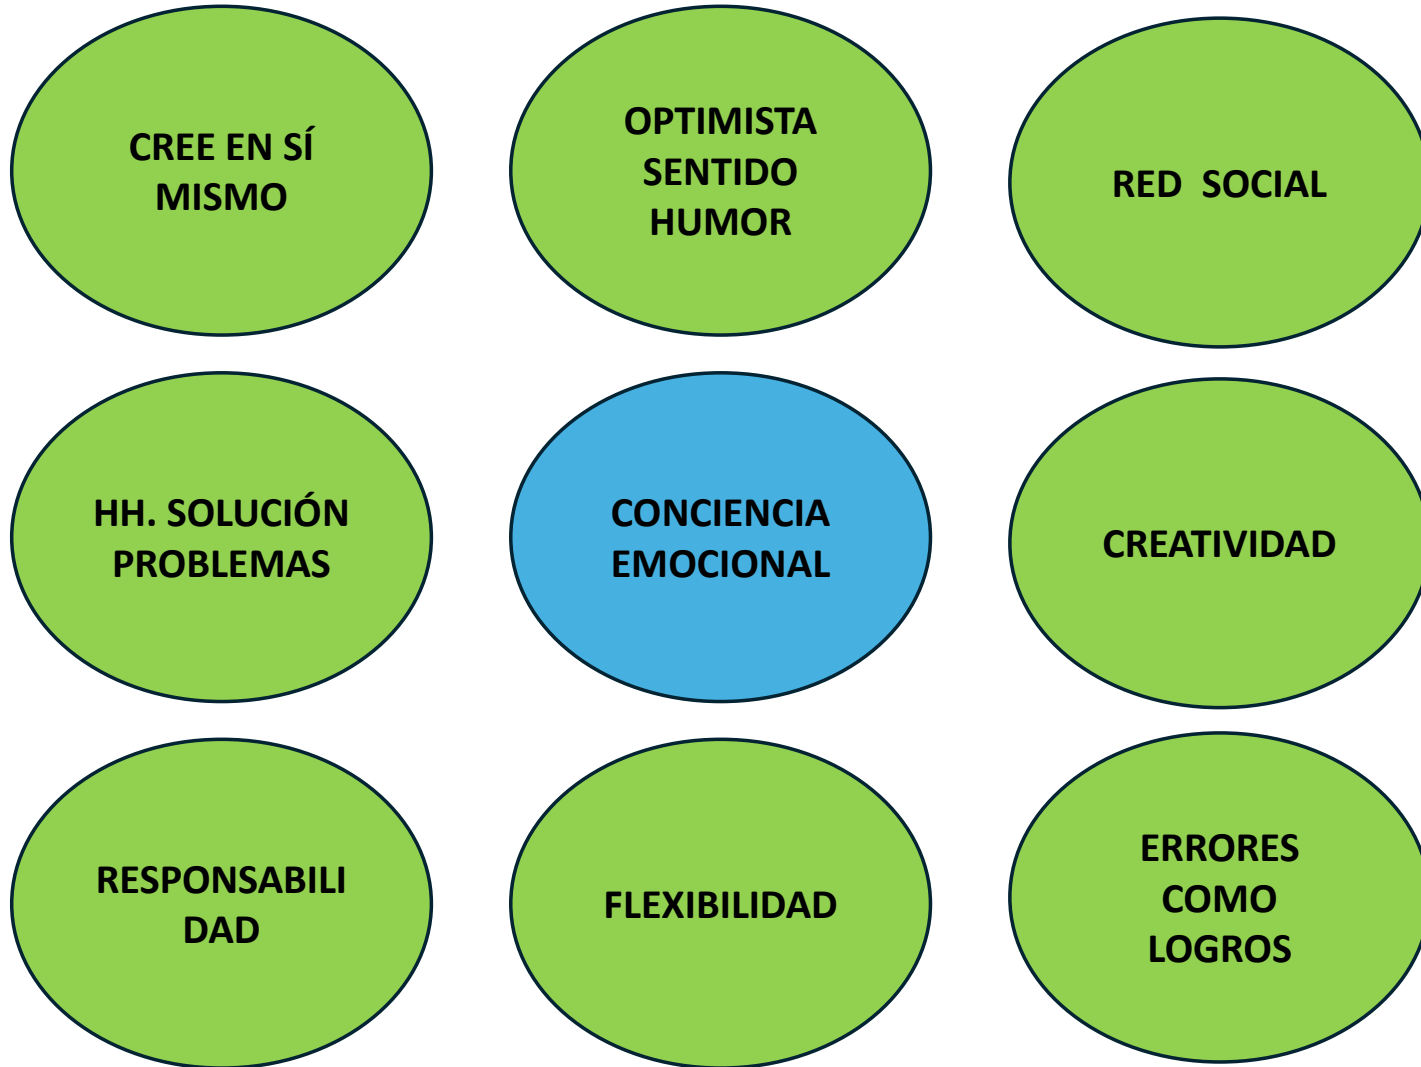 CREE EN SÍ
MISMO
OPTIMISTA
SENTIDO
HUMOR
RED  SOCIAL
HH. SOLUCIÓN
PROBLEMAS
CONCIENCIA
EMOCIONAL
CREATIVIDAD
RESPONSABILI
DAD
FLEXIBILIDAD
ERRORES
COMO
LOGROS